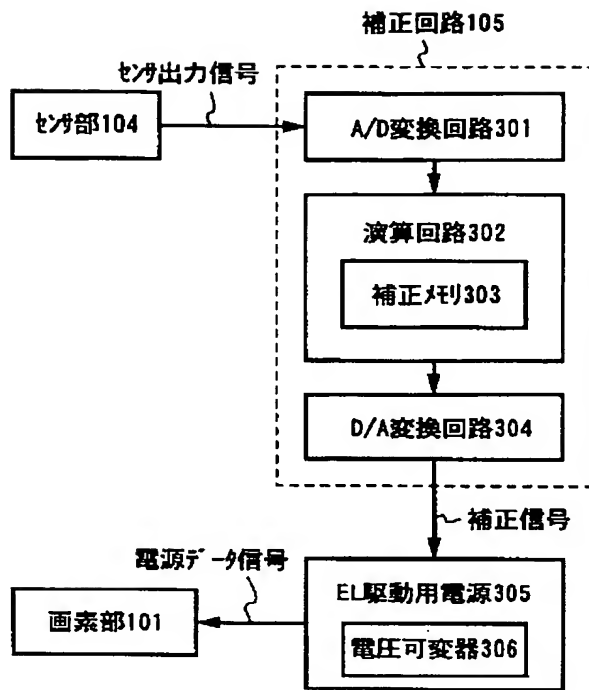 補正回路105
センサ出力信号
センサ部104
A/D変換回路301
演算回路302
補正メモリ303
D/A変換回路304
補正信号
電源データ信号
EL駆動用電源305
画素部101
電圧可変器306